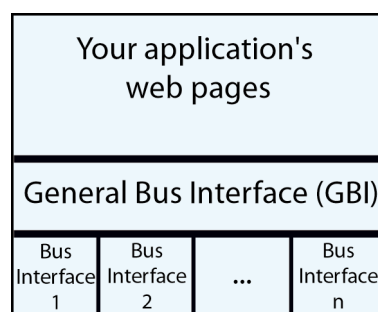 Your application's
web pages
General Bus Interface (GBI)
Bus
Interface
1
Bus
Interface
2
...
Bus
Interface
n